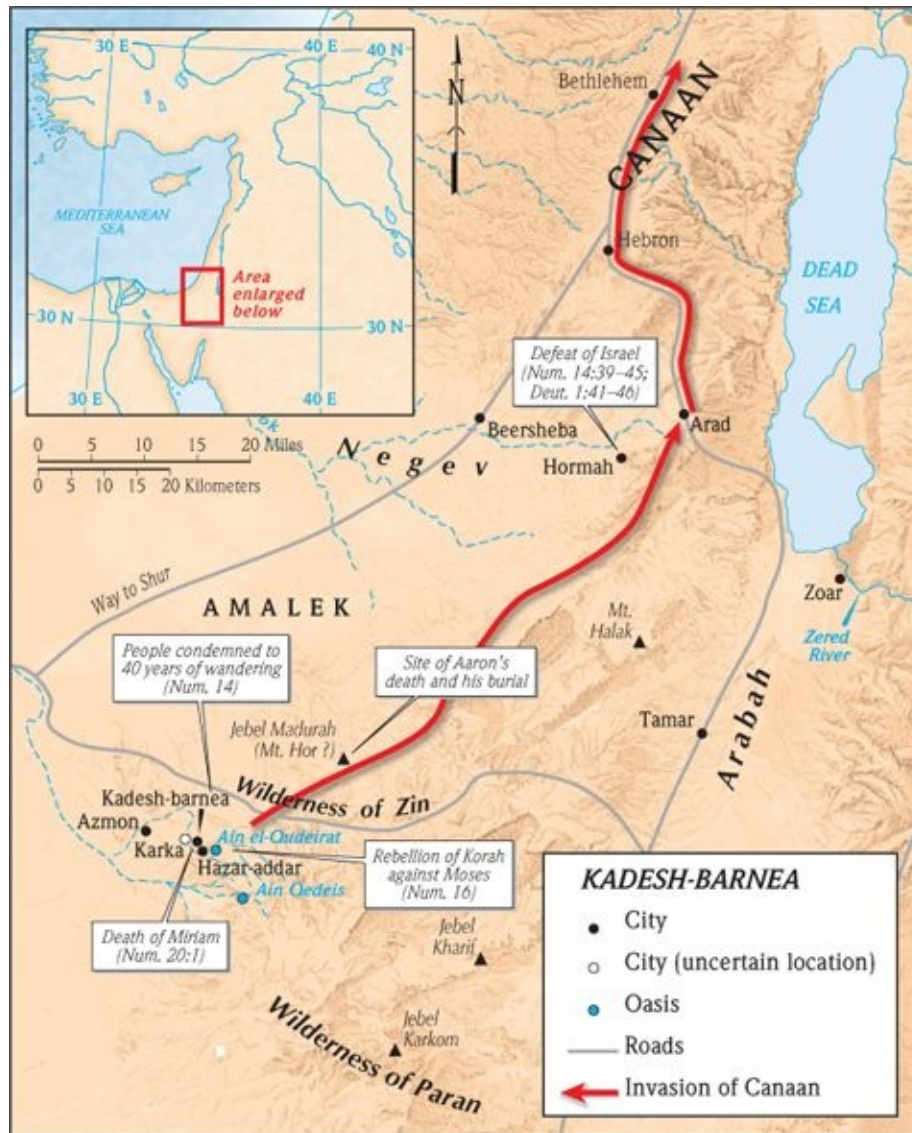 30 E
40 E
40 N
MEDITERRANEAN
SEA
Area
enlarged
below
30 N
30 N
30 E
40 E
N
Bethlehem
CANAAN
Hebron
DEAD
SEA
Defeat of Israel
(Num. 14:39–45;
Deut. 1:41–46)
0 5 10 15 20 Miles
0 5 10 15 20 Kilometers
Beersheba
Arad
Negev
Hormah
Way to Shur
AMALEK
Zoar
Zered
River
Mt.
Halak
People condemned to
40 years of wandering
(Num. 14)
Site of Aaron's
death and his burial
Arabah
Tamar
Jebel Madurah
(Mt. Hor ?)
Wilderness of Zin
Kadesh-barnea
Azmon
Ain el-Qudeirat
Karka
Hazar-addar
Rebellion of Korah
against Moses
(Num. 16)
Ain Qedeis
Death of Miriam
(Num. 20:1)
Jebel
Kharif
Jebel
Karkom
Wilderness of Paran
KADESH-BARNEA
City
City (uncertain location)
Oasis
Roads
Invasion of Canaan